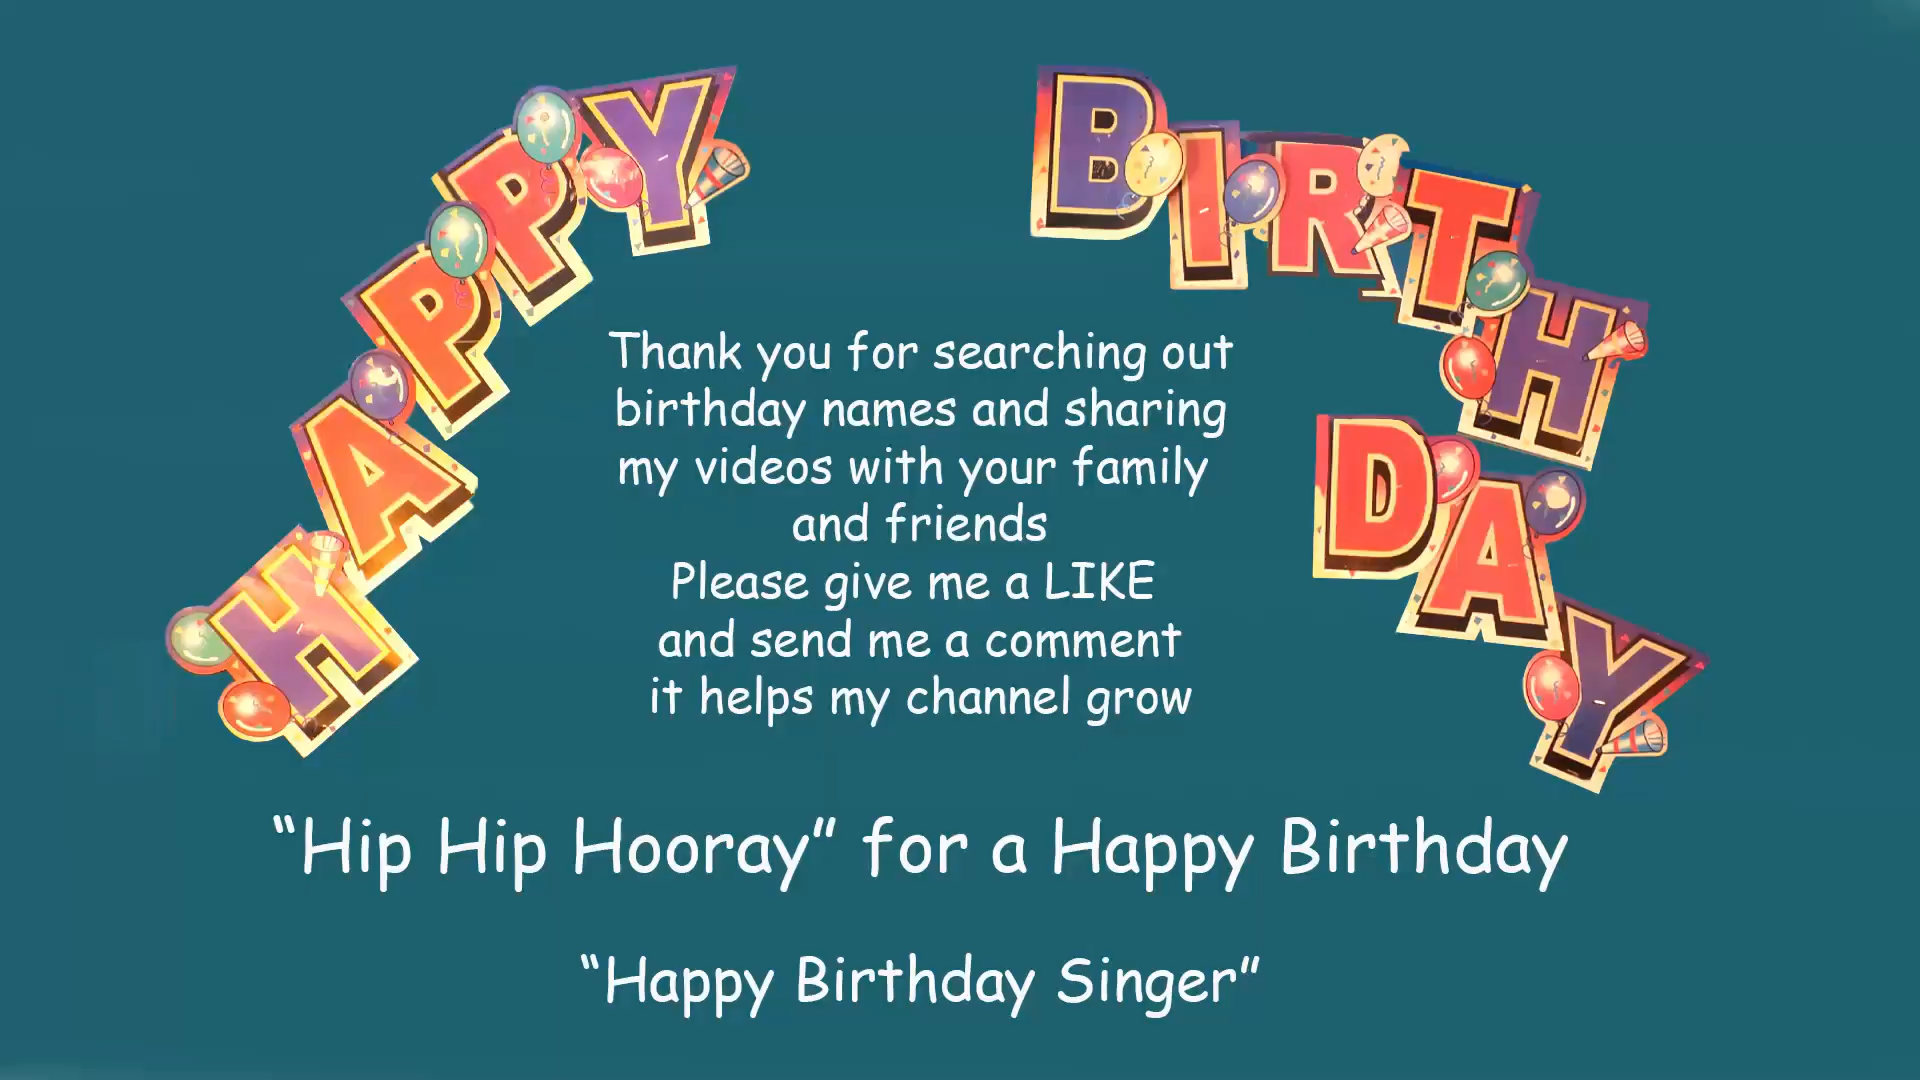 HAPPY
BIRTH
DAY
Thank you for searching out
birthday names and sharing
my videos with your family
and friends
Please give me a LIKE
and send me a comment
it helps my channel grow
“Hip Hip Hooray” for a Happy Birthday
“Happy Birthday Singer”